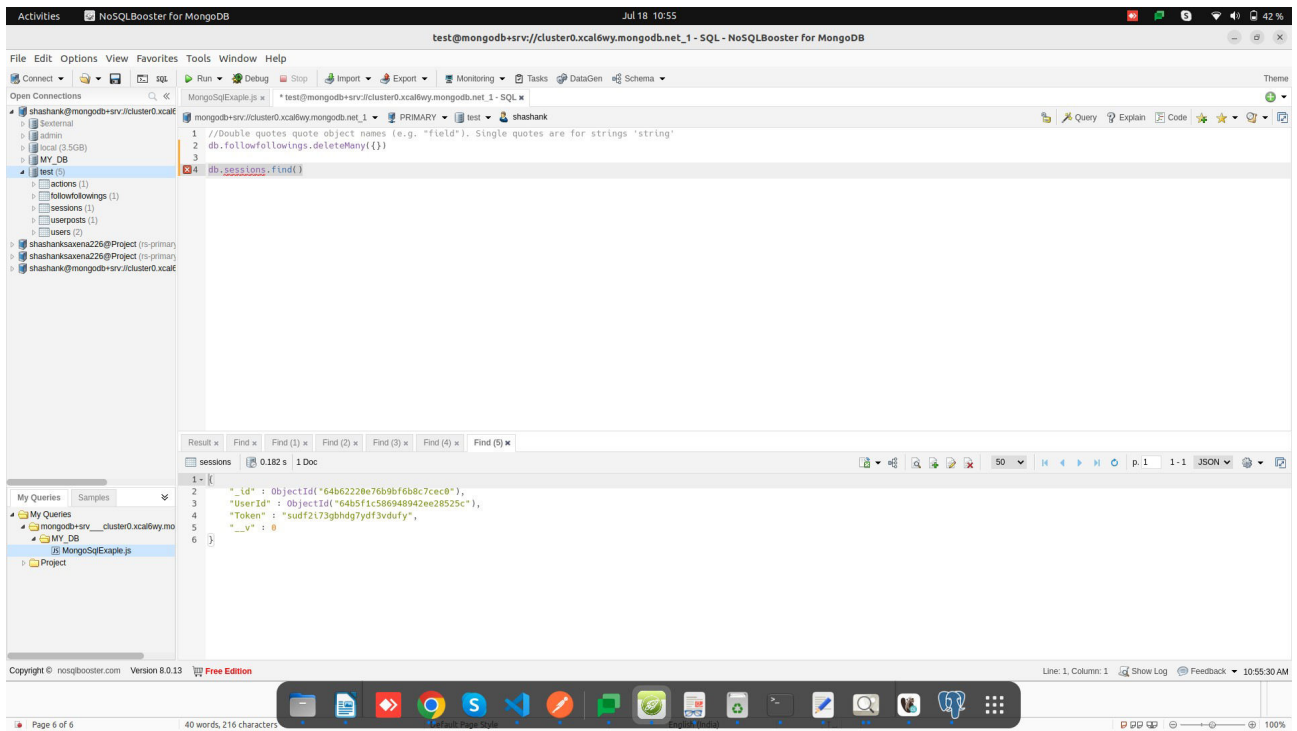 Activities NoSQLBooster for MongoDB Jul 18 10:55 42 %
test@mongodb+srv://cluster0.xcal6wy.mongodb.net_1 - SQL - NoSQLBooster for MongoDB
File Edit Options View Favorites Tools Window Help
Connect SQL Run Debug Stop Import Export Monitoring Tasks DataGen Schema Theme
Open Connections
MongoSqlExaple.js * test@mongodb+srv://cluster0.xcal6wy.mongodb.net_1 - SQL
mongodb+srv://cluster0.xcal6wy.mongodb.net_1 PRIMARY test shashank Query Explain Code
shashank@mongodb+srv://cluster0.xcal6
$external
admin
local (3.5GB)
MY_DB
test (5)
actions (1)
followfollowings (1)
sessions (1)
userposts (1)
users (2)
shashanksaxena226@Project (rs-primary
shashanksaxena226@Project (rs-primary
shashank@mongodb+srv://cluster0.xcal6
1 //Double quotes quote object names (e.g. "field"). Single quotes are for strings 'string'
2 db.followfollowings.deleteMany({})
3
4 db.sessions.find()
Result Find Find (1) Find (2) Find (3) Find (4) Find (5)
sessions 0.182 s 1 Doc 50 p. 1 1-1 JSON
1 {
2 "_id" : ObjectId("64b62220e76b9bf6b8c7cec0"),
3 "UserId" : ObjectId("64b5f1c586948942ee28525c"),
4 "Token" : "sudf2i73gbhdg7ydf3vdufy",
5 "__v" : 0
6 }
My Queries Samples
My Queries
mongodb+srv___cluster0.xcal6wy.mo
MY_DB
MongoSqlExaple.js
Project
Copyright © nosqlbooster.com Version 8.0.13 Free Edition Line: 1, Column: 1 Show Log Feedback 10:55:30 AM
Page 6 of 6 40 words, 216 characters Default Page Style English (India) 100%